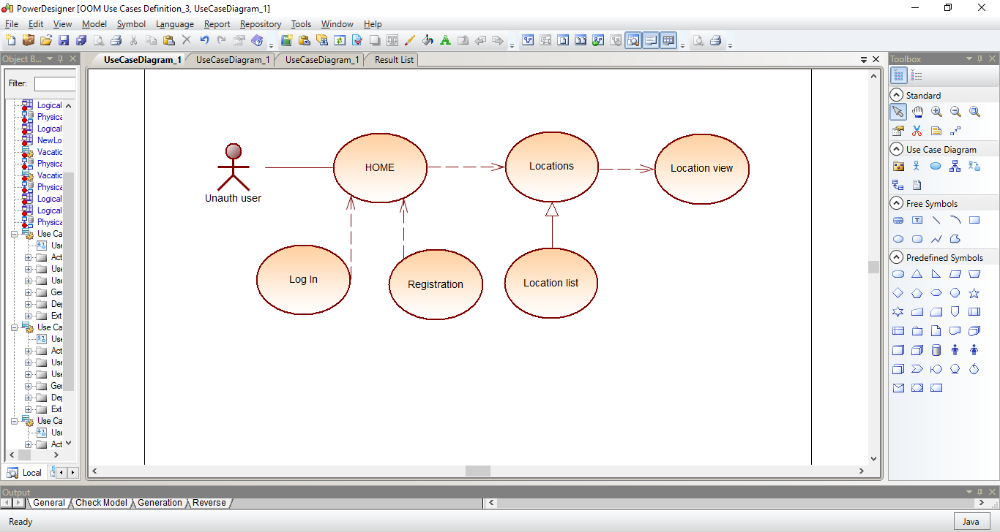 PowerDesigner [OOM Use Cases Definition_3, UseCaseDiagram_1]
File Edit View Model Symbol Language Report Repository Tools Window Help
Object B...
UseCaseDiagram_1 UseCaseDiagram_1 UseCaseDiagram_1 Result List
Toolbox
Filter:
Logical
Physica
Logical
NewLo
Vacatic
Physica
Vacatic
Physica
Logical
Logical
Physica
Use Ca
Use
Act
Use
Use
Ger
Dep
Ext
Use Ca
Use
Act
Use
Use
Ger
Dep
Ext
Use Ca
Use
Act
Local
Unauth user
HOME
Locations
Location view
Log In
Registration
Location list
Standard
Use Case Diagram
Free Symbols
Predefined Symbols
Output
General Check Model Generation Reverse
Ready
Java